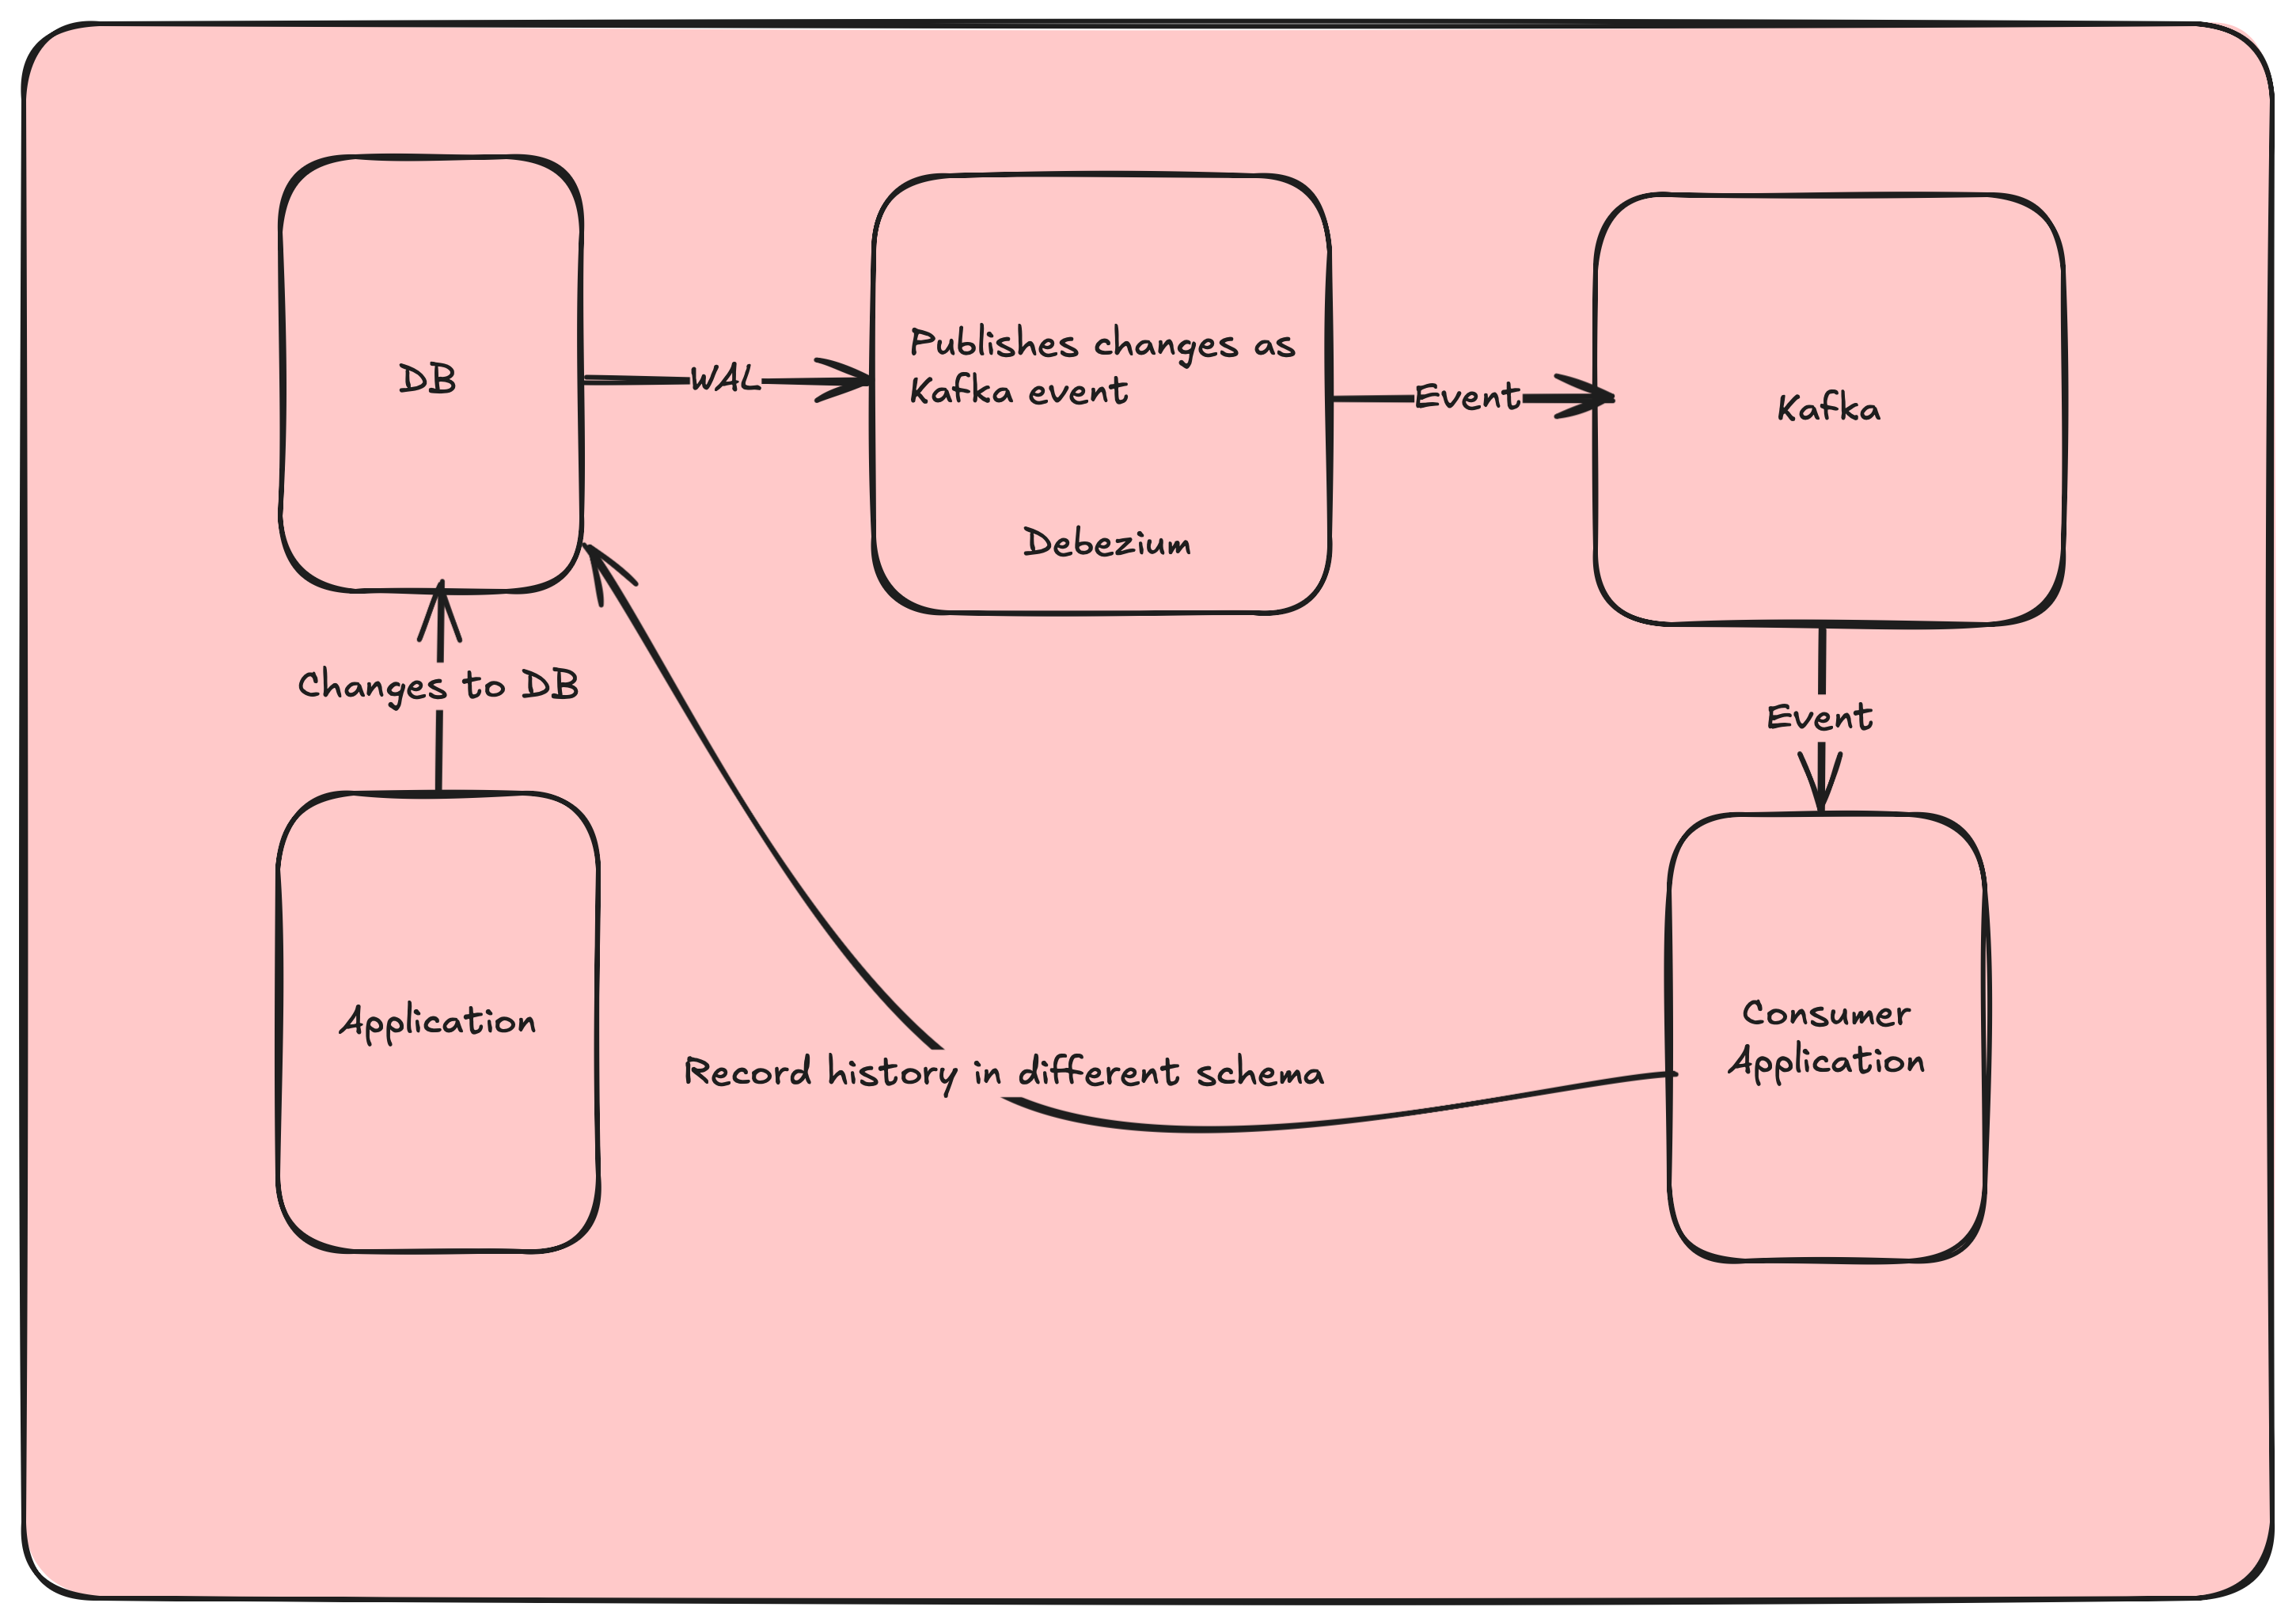 DB
WAL
Publishes changes as
Kafka event
Debezium
Event
Kafka
Changes to DB
Event
Application
Record history in different schema
Consumer
Application